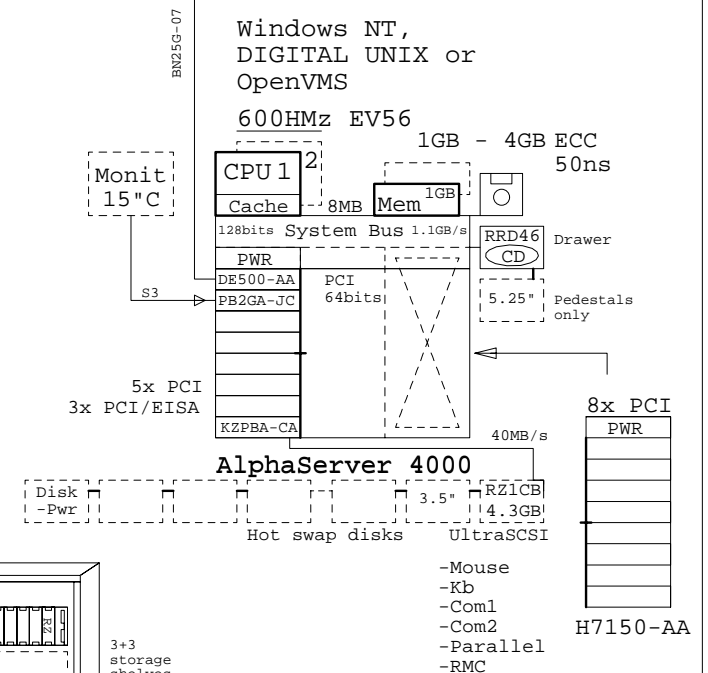 BN25G-07
Windows NT,
DIGITAL UNIX or
OpenVMS
600HMz EV56
1GB - 4GB ECC
50ns
Monit
15"C
CPU 1
2
Cache
8MB
Mem
1GB
128bits System Bus 1.1GB/s
RRD46
CD
Drawer
PWR
DE500-AA
PB2GA-JC
S3
PCI
64bits
5.25"
Pedestals
only
5x PCI
3x PCI/EISA
KZPBA-CA
40MB/s
8x PCI
PWR
AlphaServer 4000
Disk
-Pwr
3.5"
RZ1CB
4.3GB
Hot swap disks
UltraSCSI
-Mouse
-Kb
-Com1
-Com2
-Parallel
-RMC
H7150-AA
RZ
3+3
storage
shelves